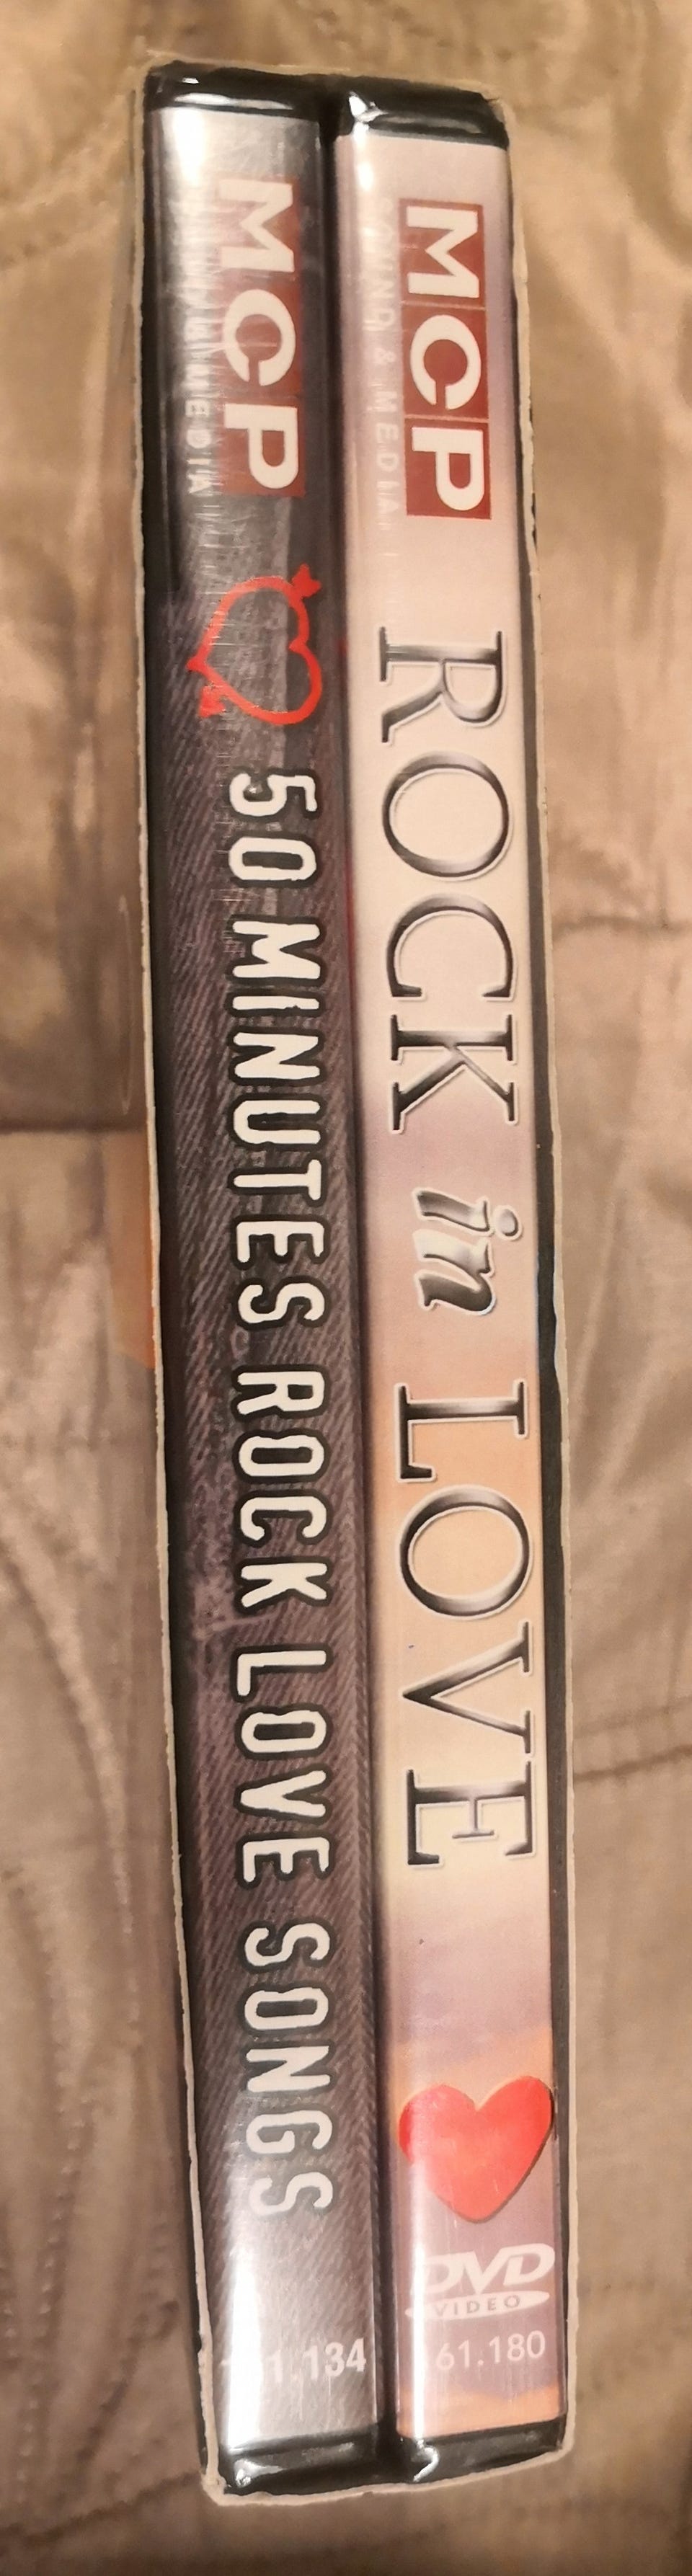 MCP
SOUND & MEDIA
ROCK in LOVE
DVD
VIDEO
61.180
MCP
MEDIA
50 MINUTES ROCK LOVE SONGS
1.134